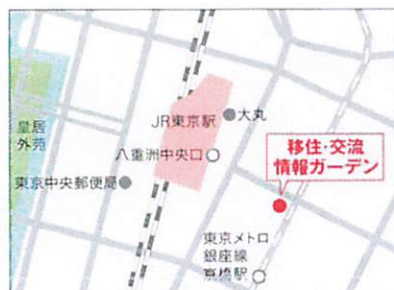 JR東京駅
大丸
皇居
外苑
八重洲中央口
移住・交流
情報ガーデン
東京中央郵便局
東京メトロ
銀座線
京橋駅